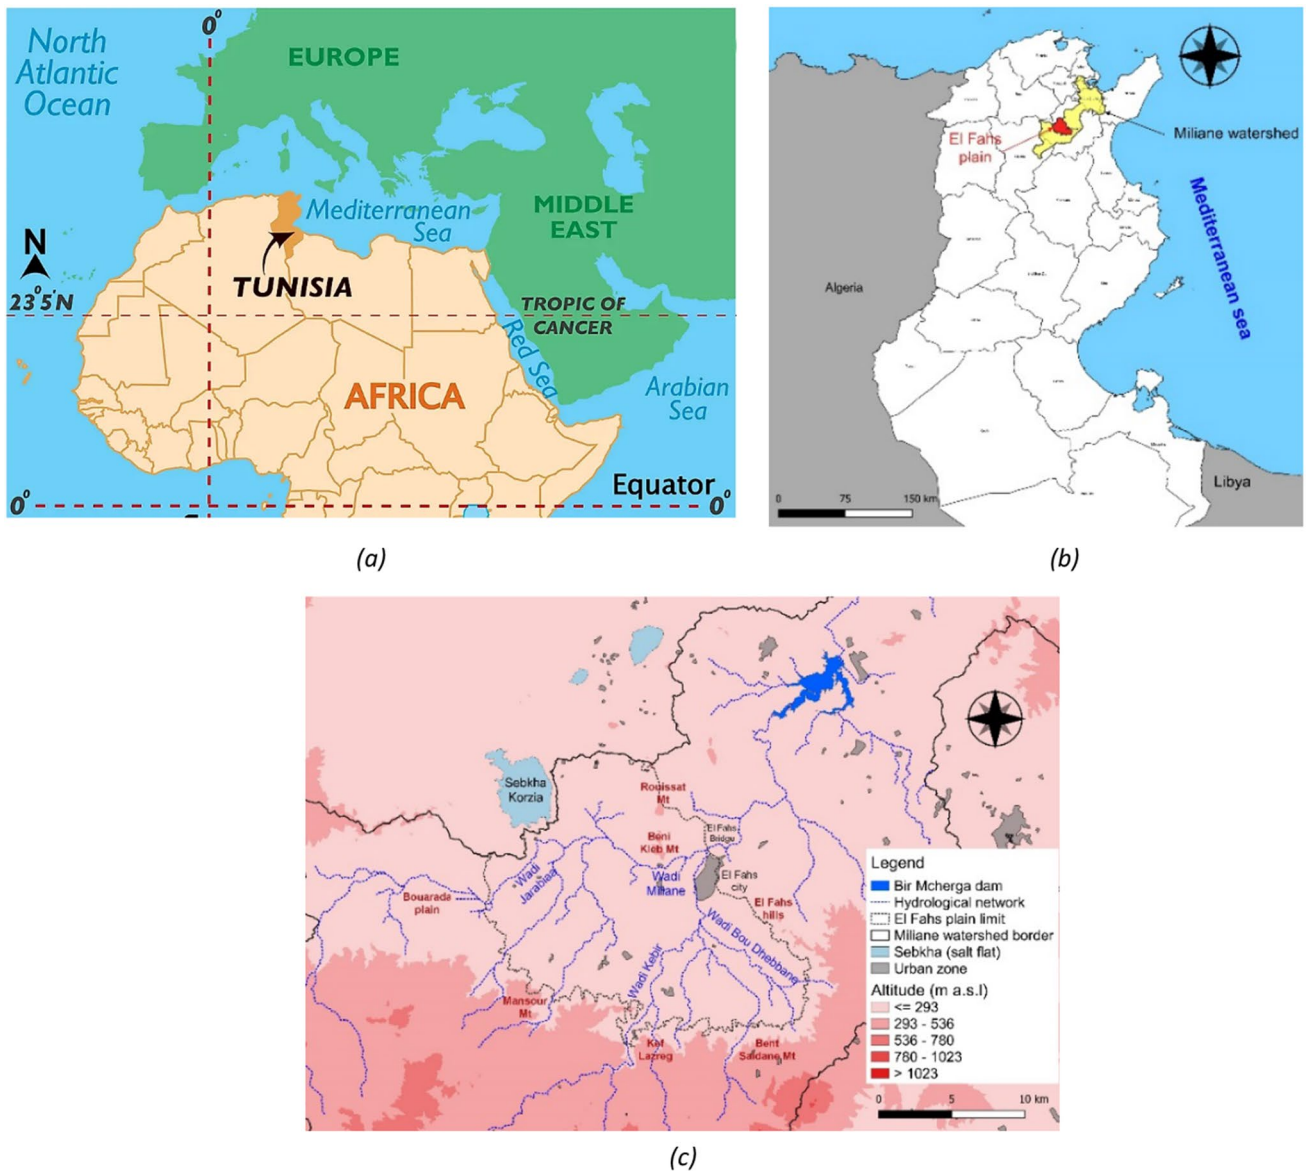 North
Atlantic
Ocean
0°
EUROPE
Mediterranean
Sea
MIDDLE
EAST
N
23°5'N
TUNISIA
TROPIC OF
CANCER
Red Sea
AFRICA
Arabian
Sea
Equator
0°
0°
(a)
El Fahs
plain
Miliane watershed
Mediterranean sea
Algeria
Libya
0 75 150 km
(b)
Sebkha
Korzia
Rouissat
Mt
El Fahs
Bridge
Beni
Kleb Mt
Wadi
Jarabiaa
Wadi
Miliane
El Fahs
city
Bouarada
plain
El Fahs
hills
Wadi Bou Dhebbane
Wadi Kebir
Mansour
Mt
Kef
Lazreg
Bent
Saidane Mt
Legend
Bir Mcherga dam
Hydrological network
El Fahs plain limit
Miliane watershed border
Sebkha (salt flat)
Urban zone
Altitude (m a.s.l)
<= 293
293 - 536
536 - 780
780 - 1023
> 1023
0 5 10 km
(c)